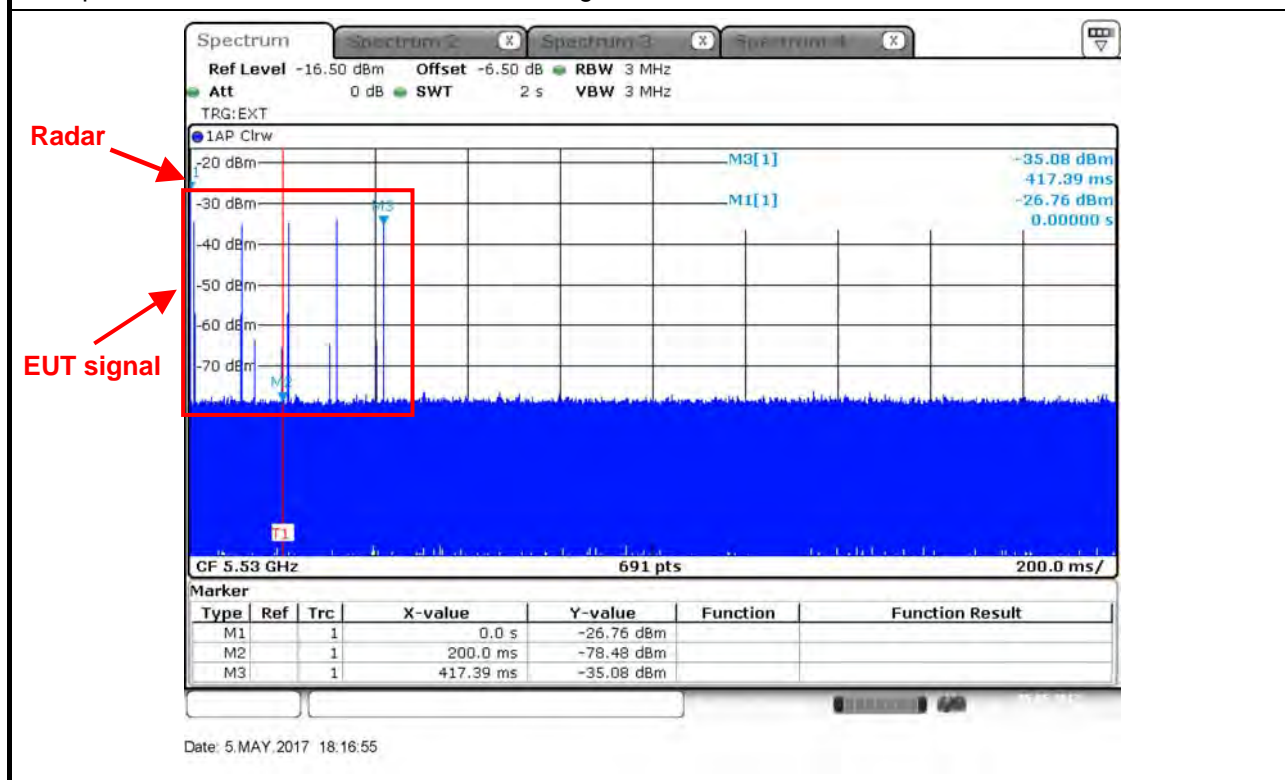 Spectrum Spectrum 2 X Spectrum 3 X Spectrum 4 X
Ref Level -16.50 dBm Offset -6.50 dB RBW 3 MHz
Att 0 dB SWT 2 s VBW 3 MHz
TRG:EXT
1AP Clrw
Radar
-20 dBm
1
M3[1] -35.08 dBm
417.39 ms
-30 dBm
M3
M1[1] -26.76 dBm
0.00000 s
-40 dBm
-50 dBm
-60 dBm
EUT signal
-70 dBm
M2
T1
CF 5.53 GHz 691 pts 200.0 ms/
Marker
Type Ref Trc X-value Y-value Function Function Result
M1 1 0.0 s -26.76 dBm
M2 1 200.0 ms -78.48 dBm
M3 1 417.39 ms -35.08 dBm
Date: 5.MAY.2017 18:16:55